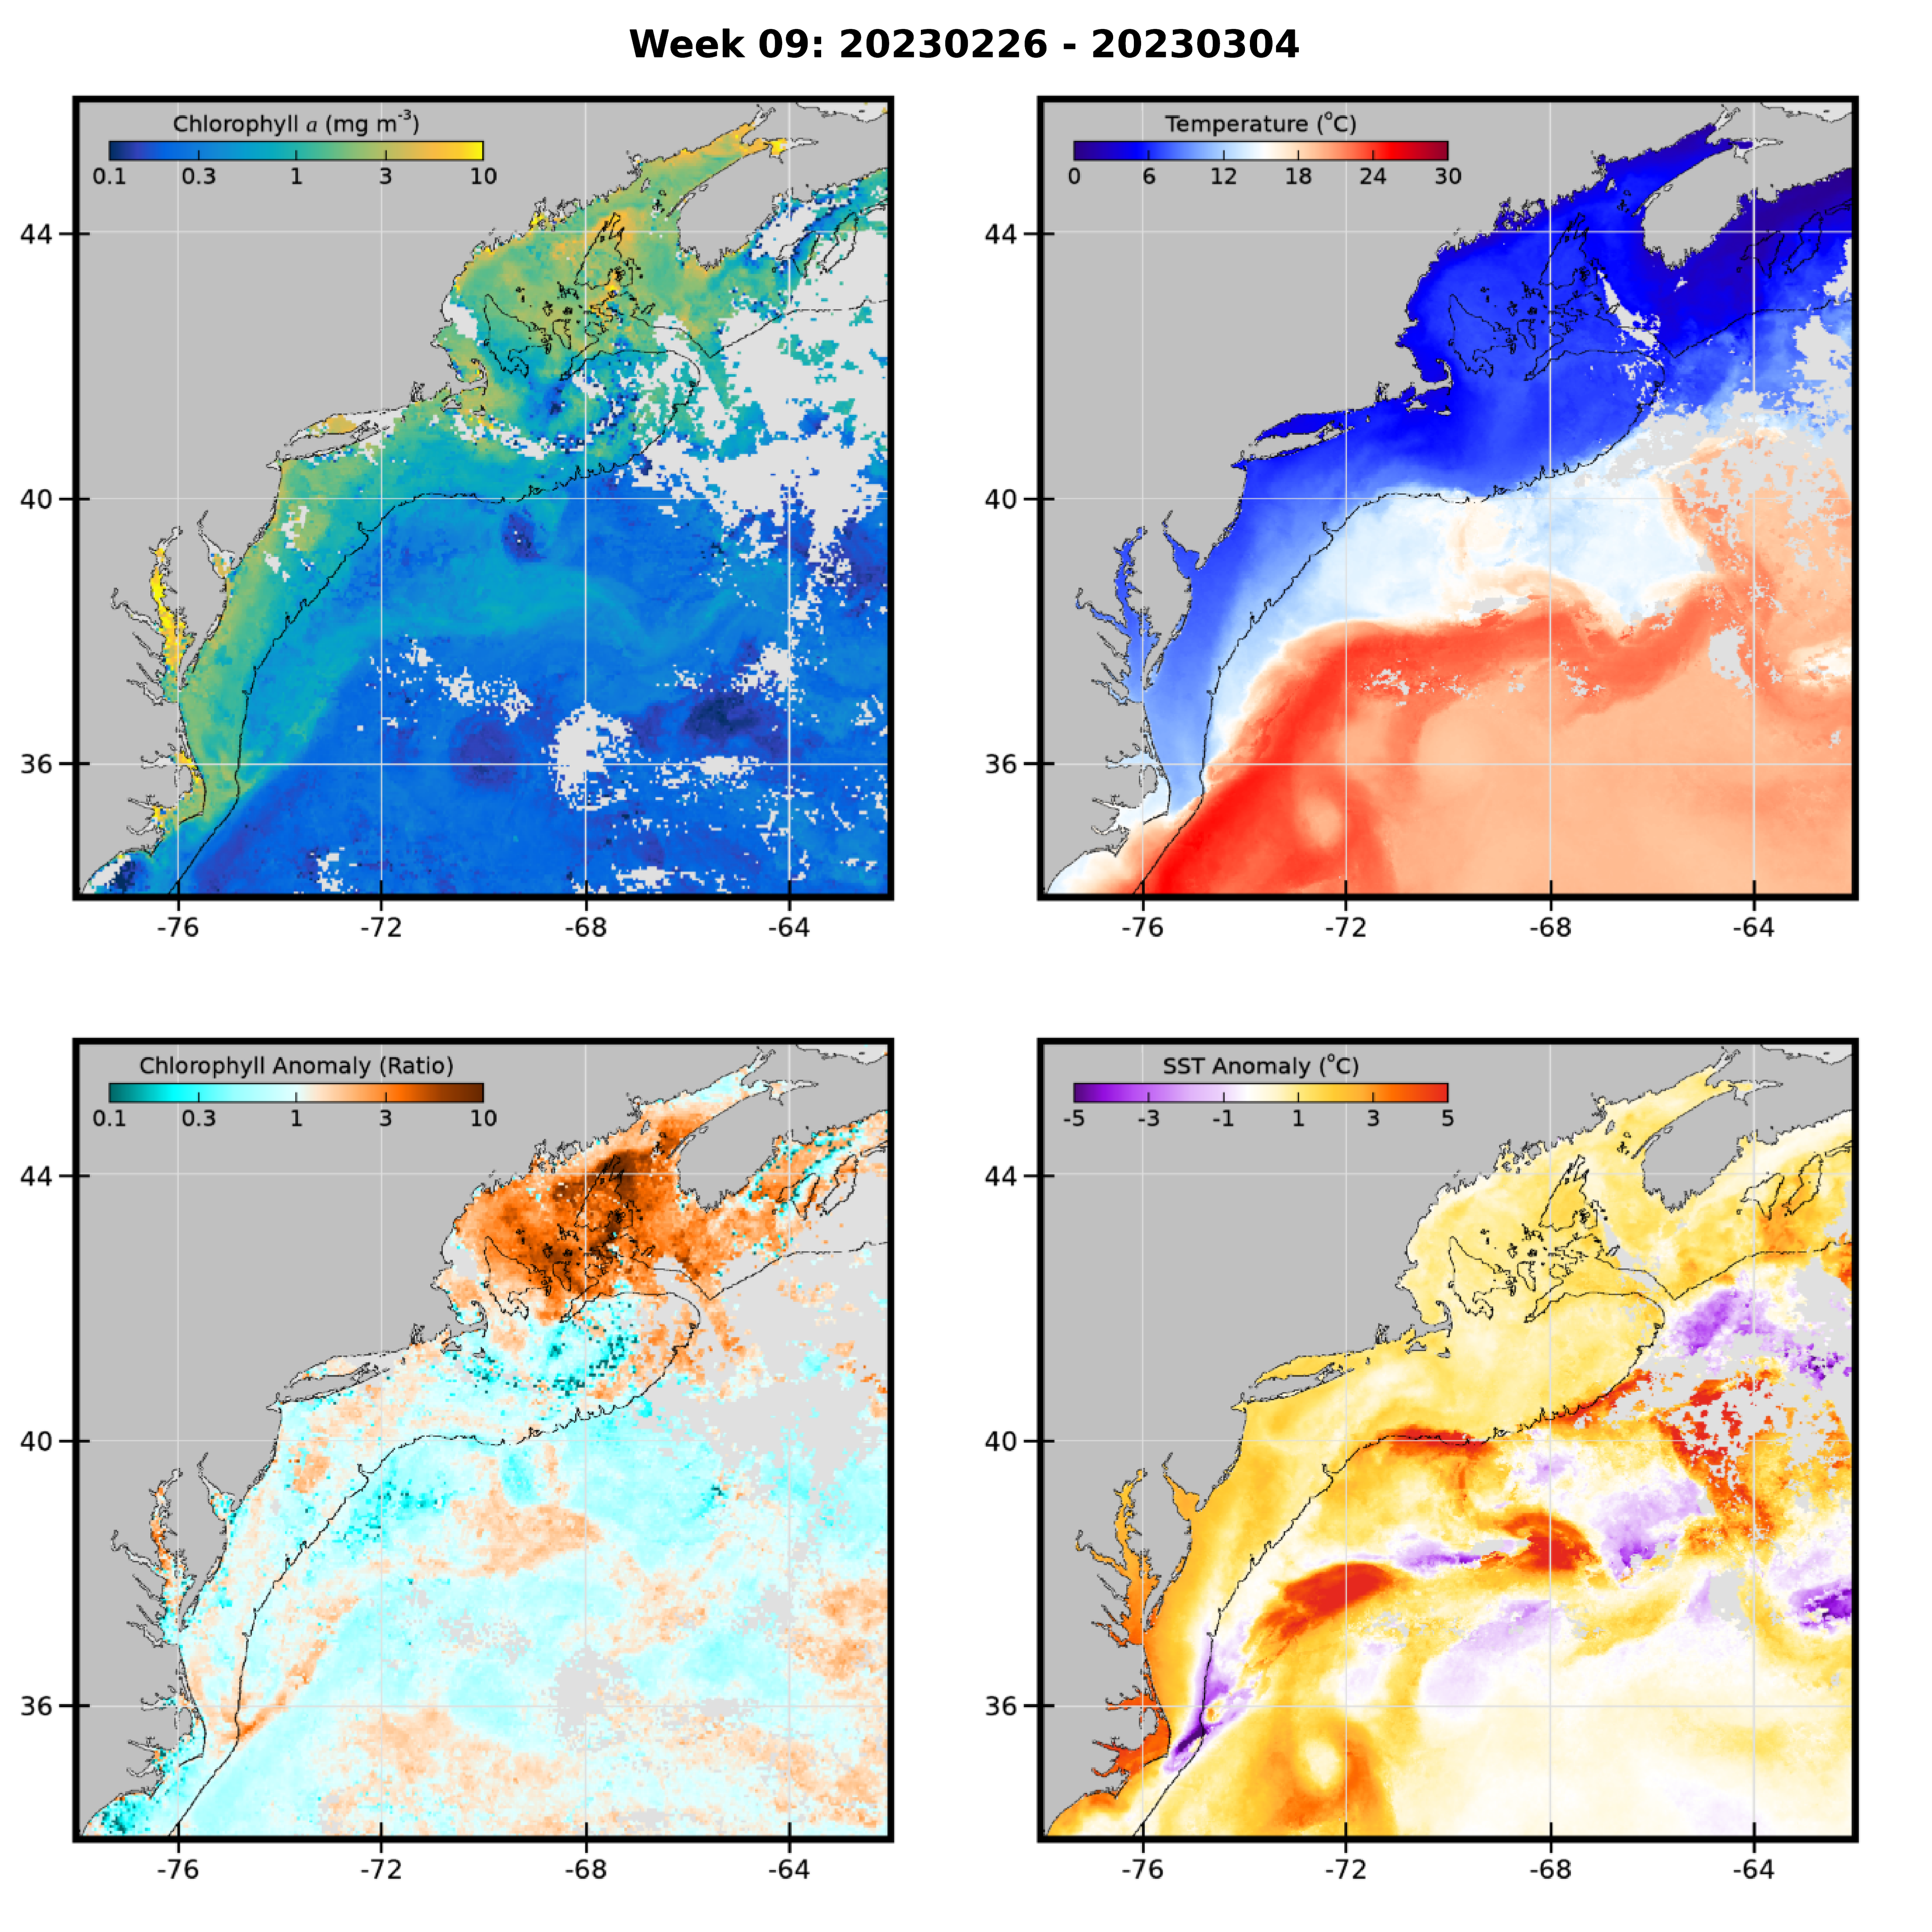 Week 09: 20230226 - 20230304
Chlorophyll a (mg m⁻³)
0.1 0.3 1 3 10
44
40
36
-76 -72 -68 -64
Temperature (°C)
0 6 12 18 24 30
44
40
36
-76 -72 -68 -64
Chlorophyll Anomaly (Ratio)
0.1 0.3 1 3 10
44
40
36
-76 -72 -68 -64
SST Anomaly (°C)
-5 -3 -1 1 3 5
44
40
36
-76 -72 -68 -64